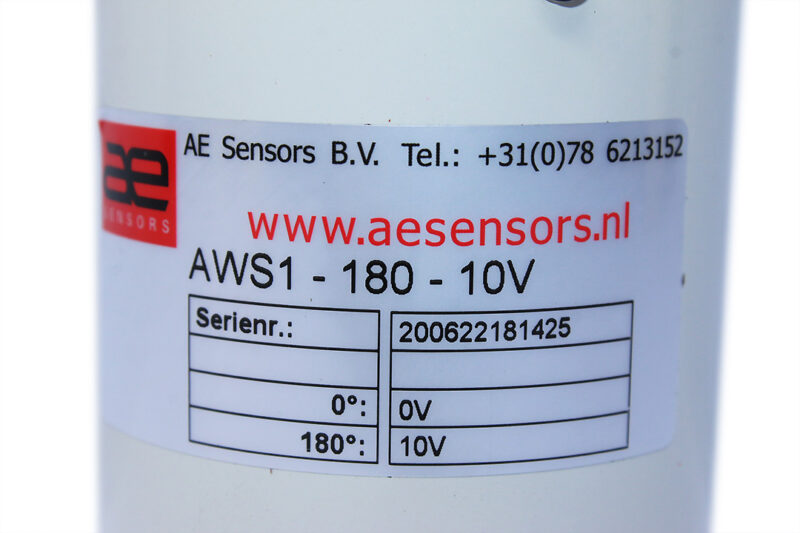 ae
SENSORS
AE Sensors B.V. Tel.: +31(0)78 6213152
www.aesensors.nl
AWS1 - 180 - 10V
Serienr.: 200622181425
0°: 0V
180°: 10V